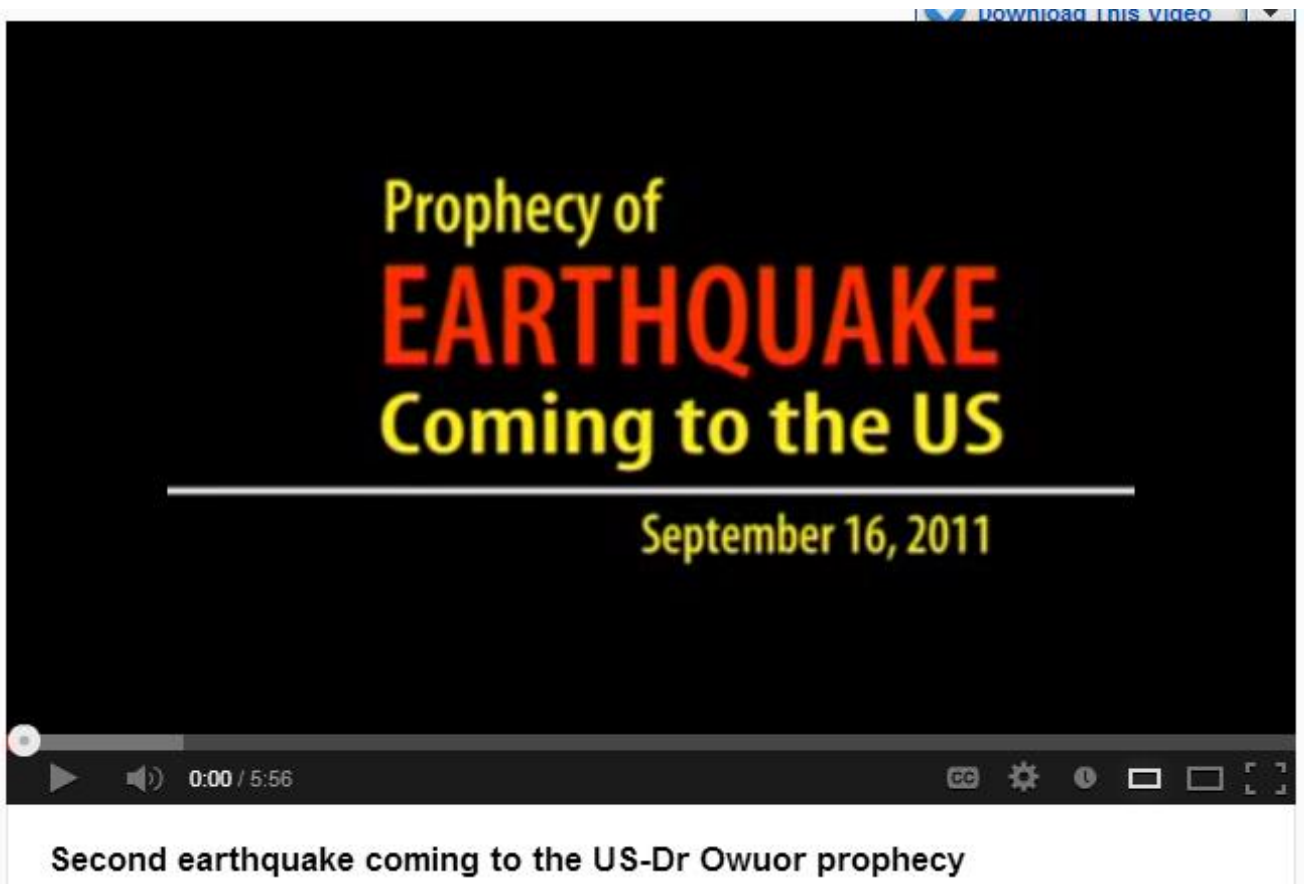 Download This Video
Prophecy of
EARTHQUAKE
Coming to the US
September 16, 2011
0:00 / 5:56
CC
Second earthquake coming to the US-Dr Owuor prophecy